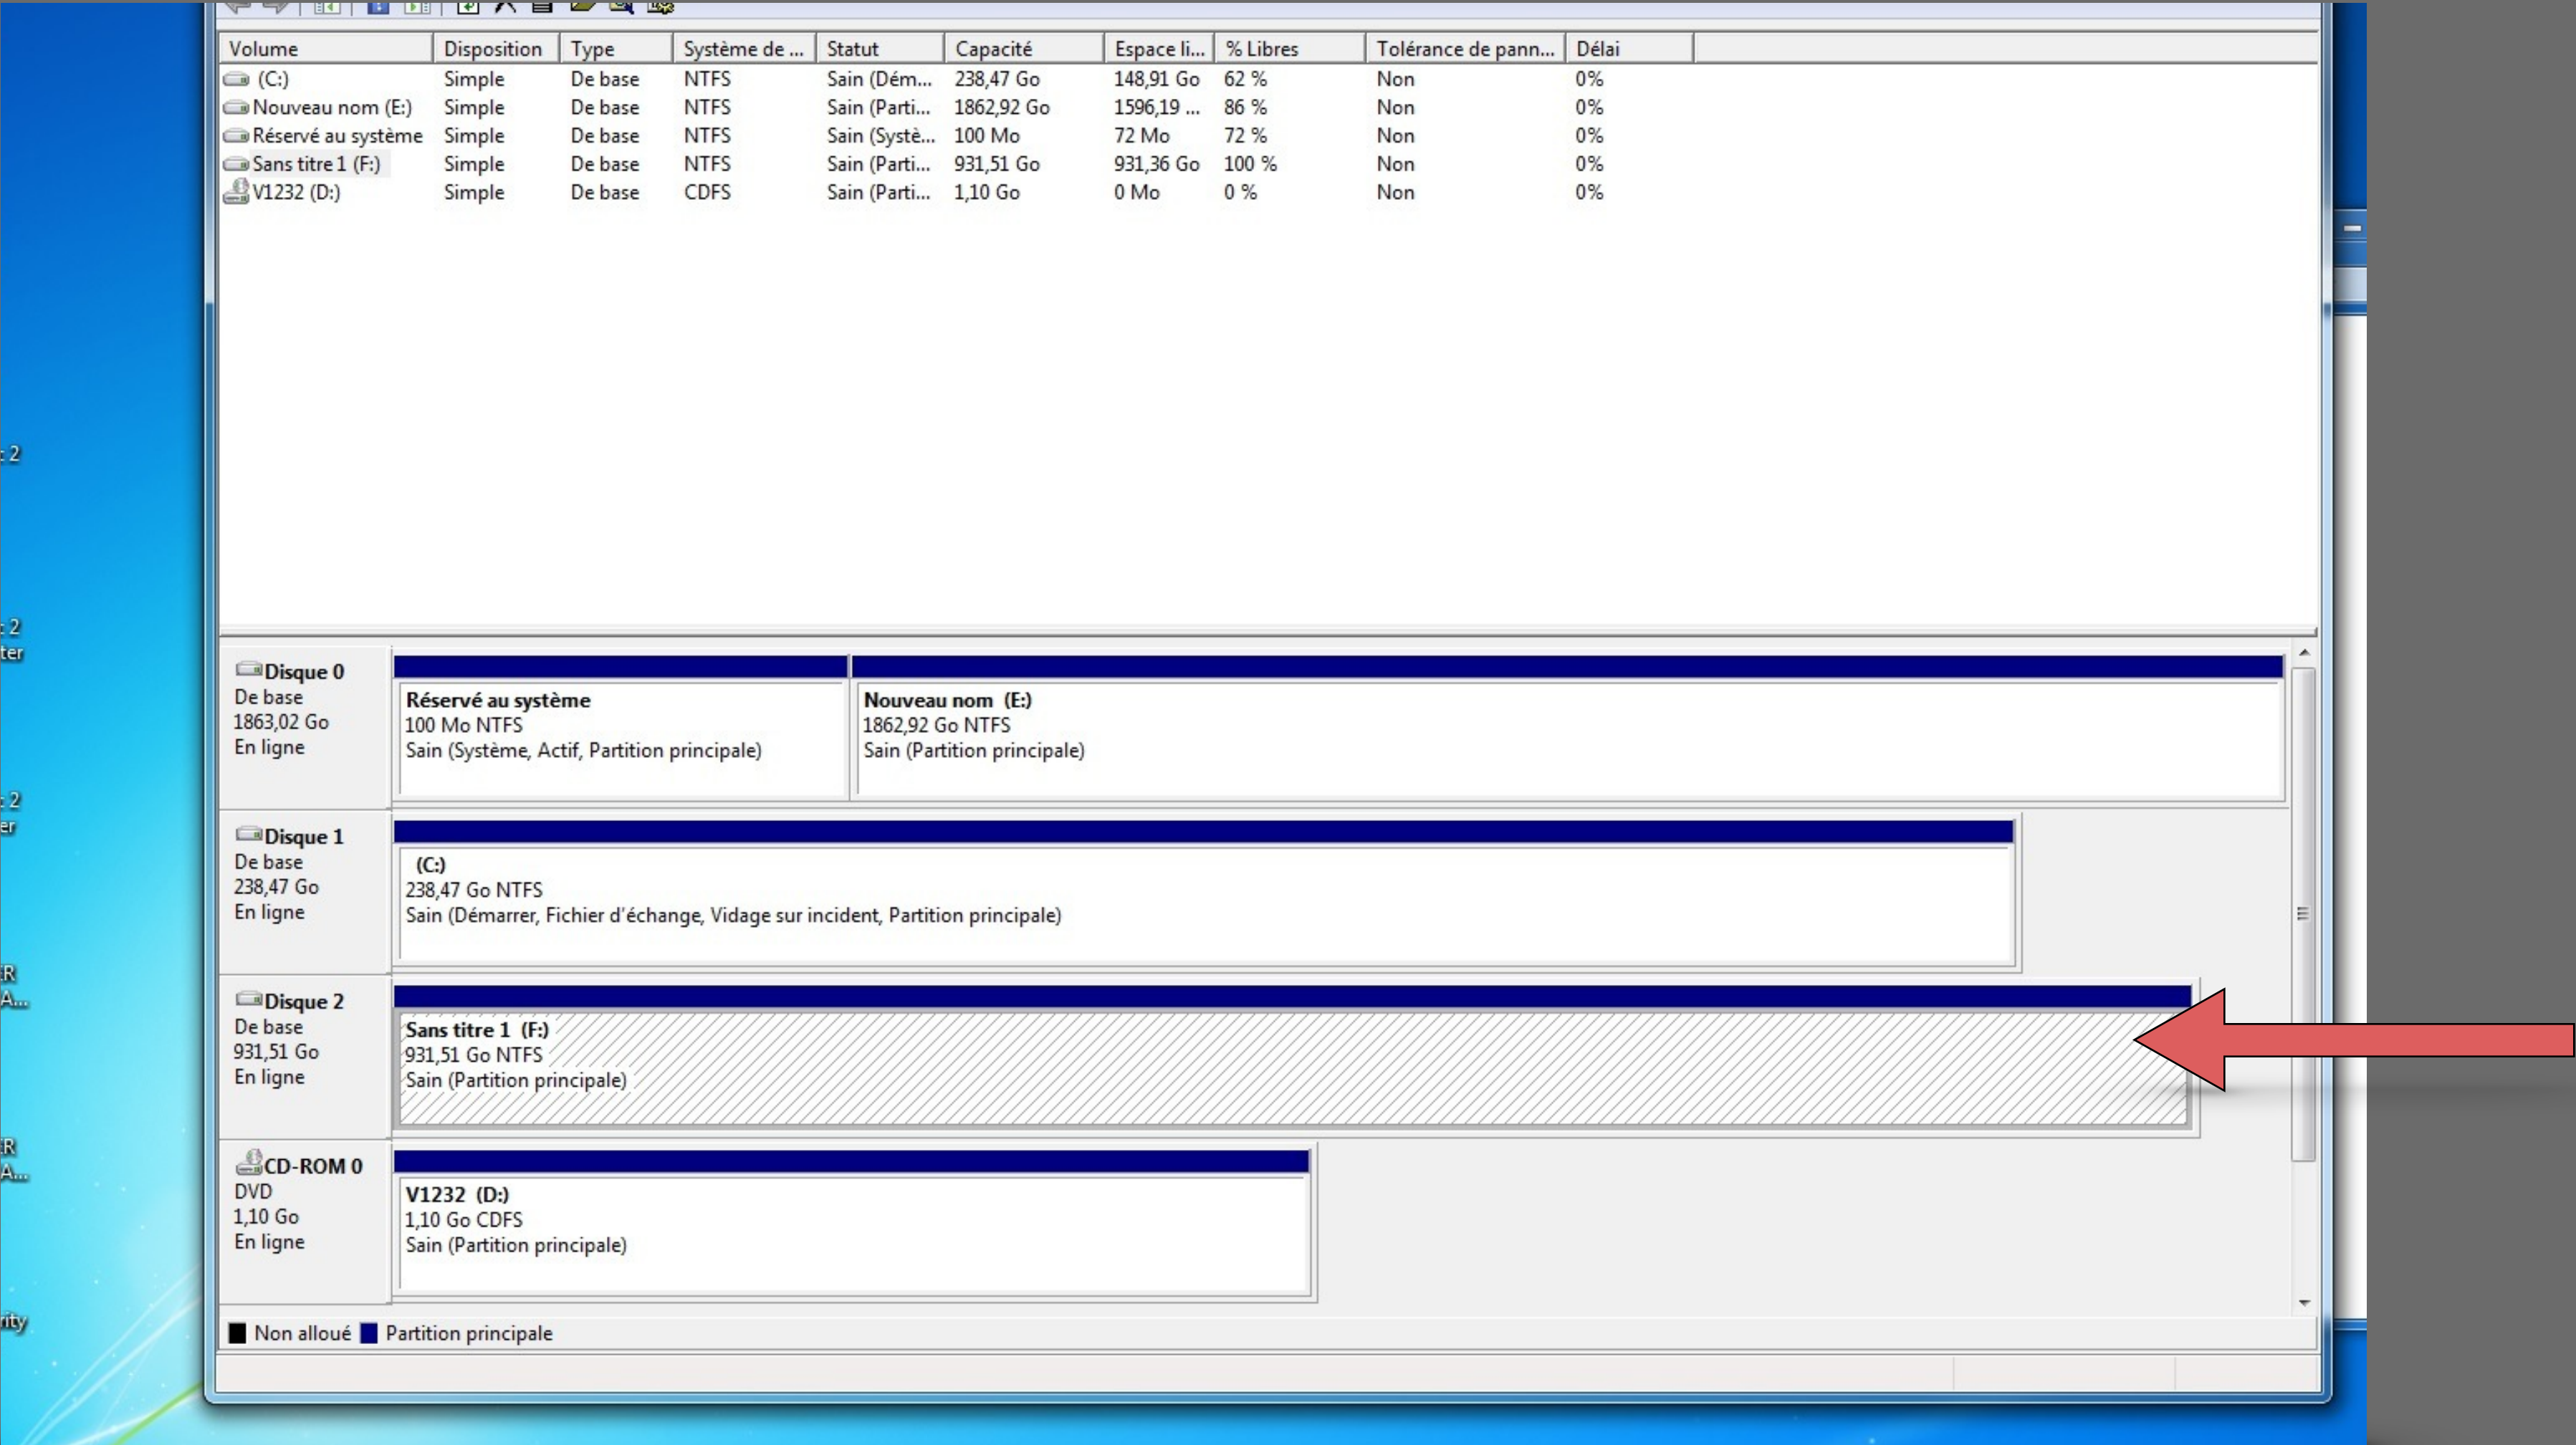 Volume Disposition Type Système de ... Statut Capacité Espace li... % Libres Tolérance de pann... Délai
(C:) Simple De base NTFS Sain (Dém... 238,47 Go 148,91 Go 62 % Non 0%
Nouveau nom (E:) Simple De base NTFS Sain (Parti... 1862,92 Go 1596,19 ... 86 % Non 0%
Réservé au système Simple De base NTFS Sain (Systè... 100 Mo 72 Mo 72 % Non 0%
Sans titre 1 (F:) Simple De base NTFS Sain (Parti... 931,51 Go 931,36 Go 100 % Non 0%
V1232 (D:) Simple De base CDFS Sain (Parti... 1,10 Go 0 Mo 0 % Non 0%
2
2
ter
2
er
R
A...
R
A...
rity
Disque 0
De base
1863,02 Go
En ligne
Réservé au système
100 Mo NTFS
Sain (Système, Actif, Partition principale)
Nouveau nom (E:)
1862,92 Go NTFS
Sain (Partition principale)
Disque 1
De base
238,47 Go
En ligne
(C:)
238,47 Go NTFS
Sain (Démarrer, Fichier d'échange, Vidage sur incident, Partition principale)
Disque 2
De base
931,51 Go
En ligne
Sans titre 1 (F:)
931,51 Go NTFS
Sain (Partition principale)
CD-ROM 0
DVD
1,10 Go
En ligne
V1232 (D:)
1,10 Go CDFS
Sain (Partition principale)
Non alloué Partition principale